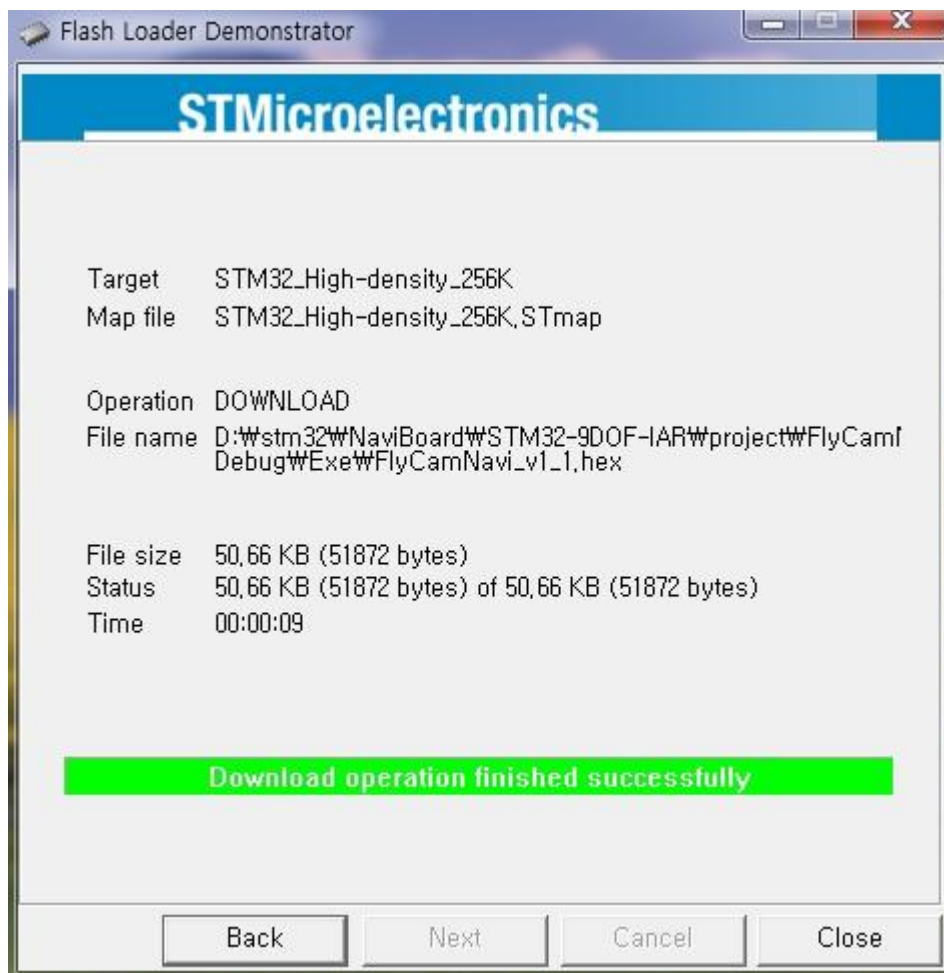 Flash Loader Demonstrator
STMicroelectronics
Target STM32_High-density_256K
Map file STM32_High-density_256K.STmap
Operation DOWNLOAD
File name D:₩stm32₩NaviBoard₩STM32-9DOF-IAR₩project₩FlyCam
Debug₩Exe₩FlyCamNavi_v1_1.hex
File size 50.66 KB (51872 bytes)
Status 50.66 KB (51872 bytes) of 50.66 KB (51872 bytes)
Time 00:00:09
Download operation finished successfully
Back Next Cancel Close